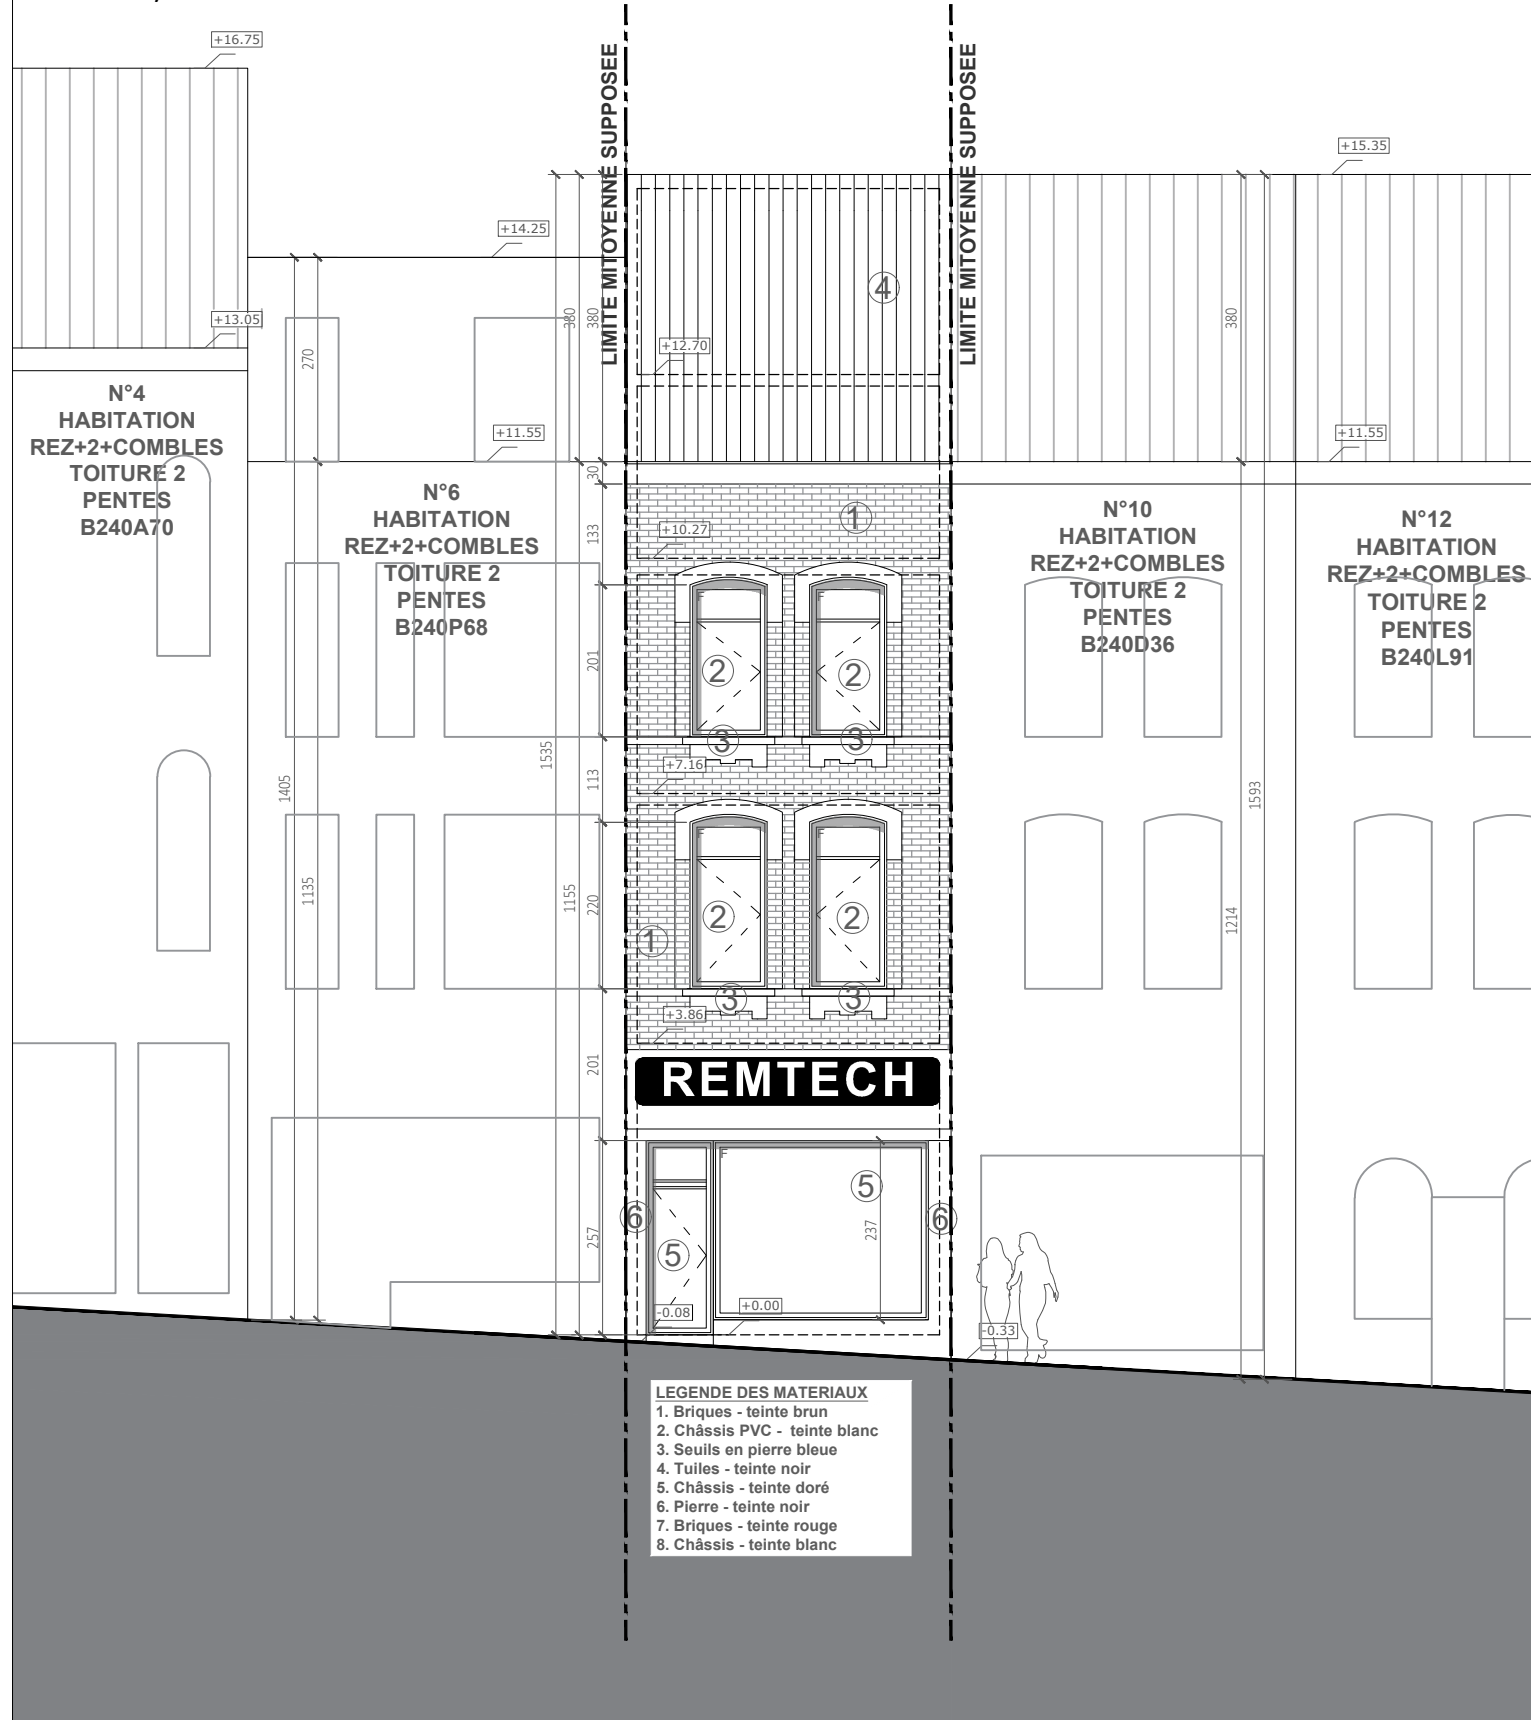 +16.75
LIMITE MITOYENNE SUPPOSEE
LIMITE MITOYENNE SUPPOSEE
+15.35
+14.25
4
+13.05
380
380
380
+12.70
270
N°4
HABITATION
REZ+2+COMBLES
TOITURE 2
PENTES
B240A70
+11.55
+11.55
30
N°6
HABITATION
REZ+2+COMBLES
TOITURE 2
PENTES
B240P68
1
133
+10.27
N°10
HABITATION
REZ+2+COMBLES
TOITURE 2
PENTES
B240D36
N°12
HABITATION
REZ+2+COMBLES
TOITURE 2
PENTES
B240L91
F
F
201
2
2
3
3
1535
+7.16
113
1405
1593
F
F
1135
1155
220
2
2
1214
1
3
3
+3.86
201
REMTECH
F
5
6
6
257
5
237
-0.08
+0.00
-0.33
LEGENDE DES MATERIAUX
1. Briques - teinte brun
2. Châssis PVC - teinte blanc
3. Seuils en pierre bleue
4. Tuiles - teinte noir
5. Châssis - teinte doré
6. Pierre - teinte noir
7. Briques - teinte rouge
8. Châssis - teinte blanc